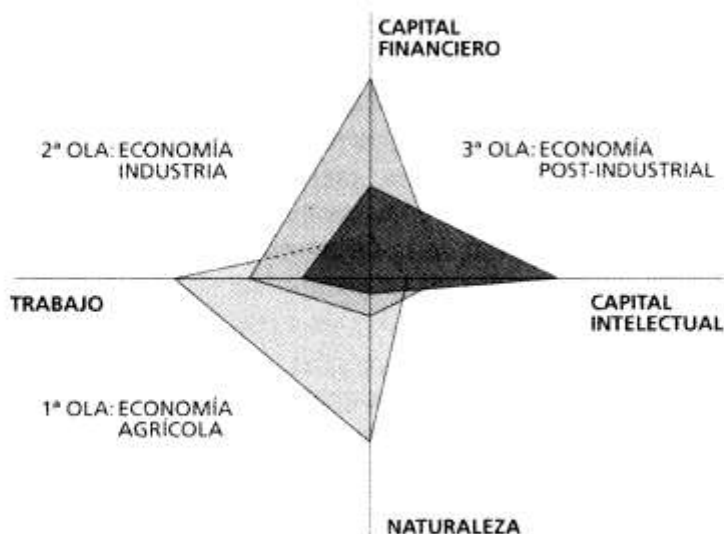 CAPITAL
FINANCIERO
2ª OLA: ECONOMÍA
INDUSTRIA
3ª OLA: ECONOMÍA
POST-INDUSTRIAL
TRABAJO
CAPITAL
INTELECTUAL
1ª OLA: ECONOMÍA
AGRÍCOLA
NATURALEZA